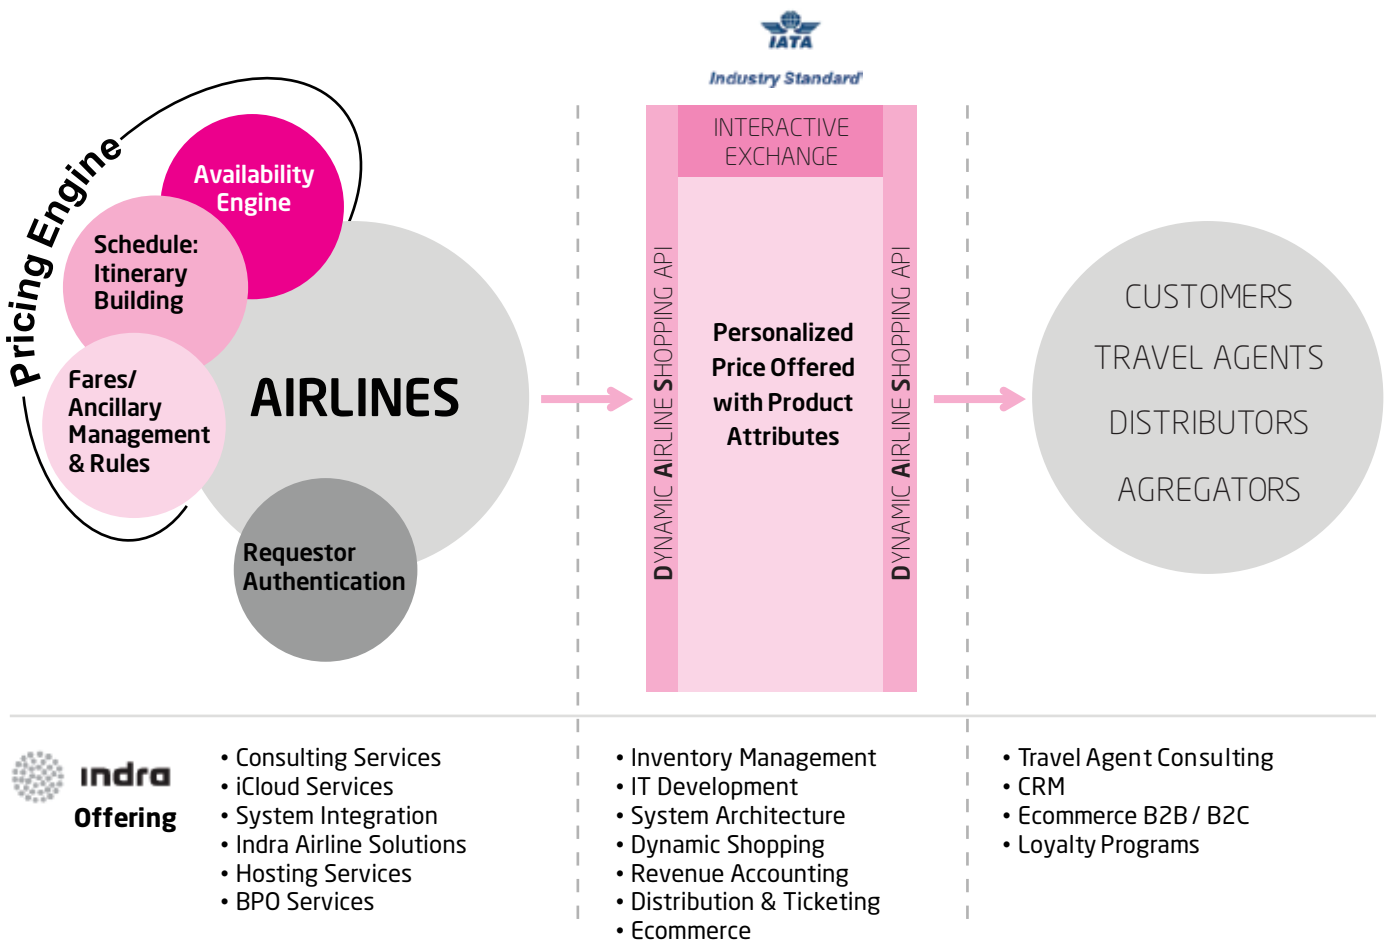 IATA
Industry Standard
Pricing Engine
Availability
Engine
Schedule:
Itinerary
Building
Fares/
Ancillary
Management
& Rules
AIRLINES
Requestor
Authentication
INTERACTIVE
EXCHANGE
DYNAMIC AIRLINE SHOPPING API
Personalized
Price Offered
with Product
Attributes
DYNAMIC AIRLINE SHOPPING API
CUSTOMERS
TRAVEL AGENTS
DISTRIBUTORS
AGREGATORS
indra
Offering
• Consulting Services
• iCloud Services
• System Integration
• Indra Airline Solutions
• Hosting Services
• BPO Services
• Inventory Management
• IT Development
• System Architecture
• Dynamic Shopping
• Revenue Accounting
• Distribution & Ticketing
• Ecommerce
• Travel Agent Consulting
• CRM
• Ecommerce B2B / B2C
• Loyalty Programs